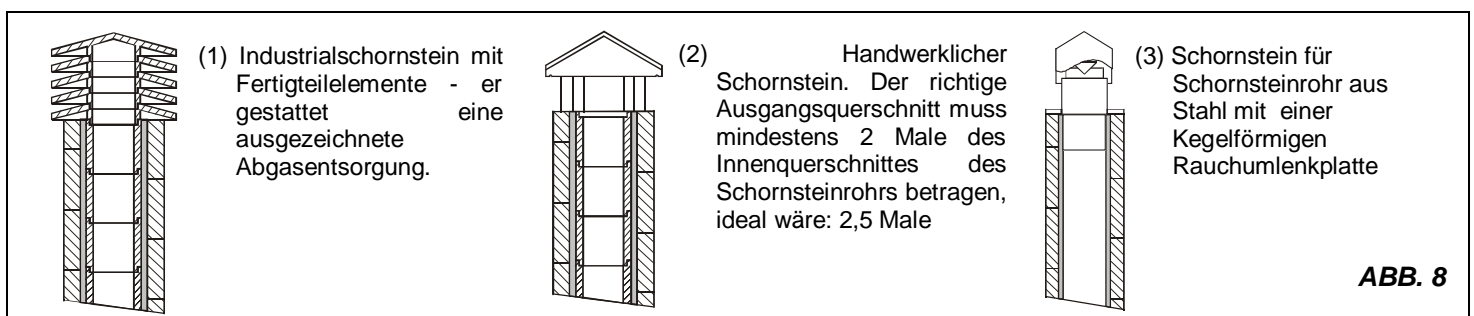 (1) Industrialschornstein mit
Fertigteilelemente - er
gestattet eine
ausgezeichnete
Abgasentsorgung.
(2) Handwerklicher
Schornstein. Der richtige
Ausgangsquerschnitt muss
mindestens 2 Male des
Innenquerschnittes des
Schornsteinrohrs betragen,
ideal wäre: 2,5 Male
(3) Schornstein für
Schornsteinrohr aus
Stahl mit einer
Kegelförmigen
Rauchumlenkplatte
ABB. 8